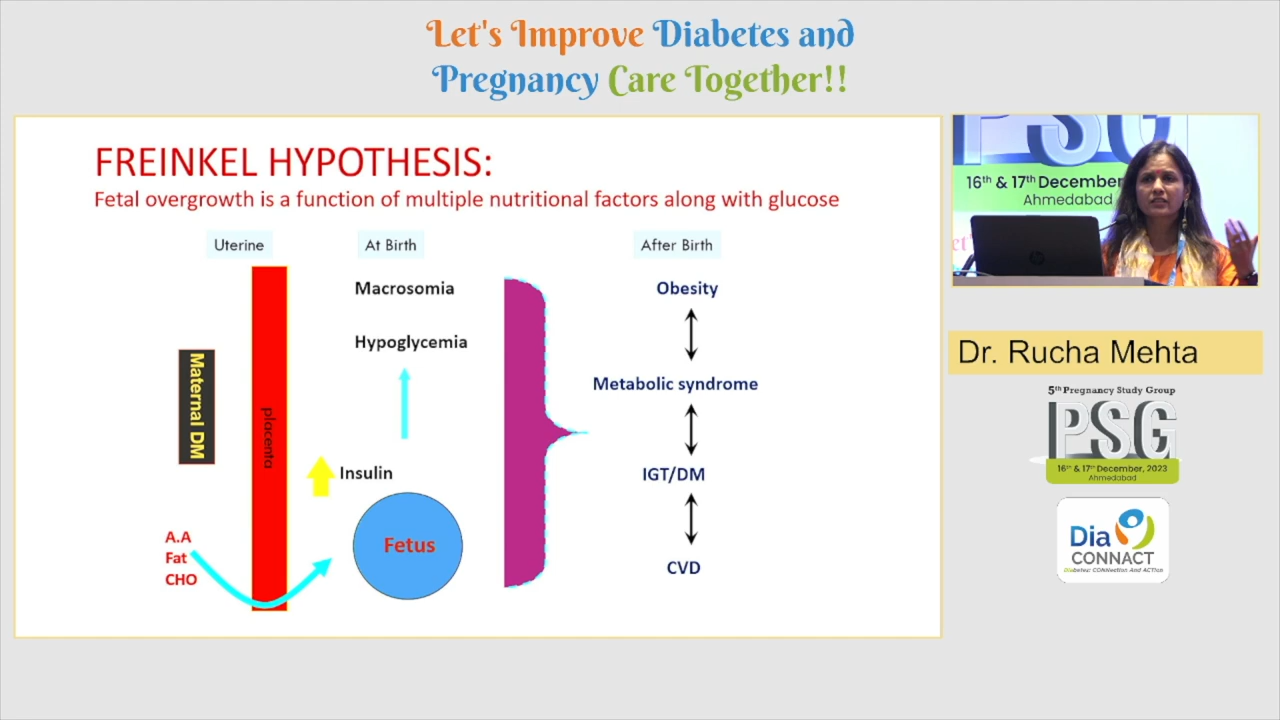 Let's Improve Diabetes and
Pregnancy Care Together!!
FREINKEL HYPOTHESIS:
Fetal overgrowth is a function of multiple nutritional factors along with glucose
Uterine
At Birth
After Birth
Macrosomia
Hypoglycemia
Maternal DM
placenta
Insulin
Fetus
A.A
Fat
CHO
Obesity
Metabolic syndrome
IGT/DM
CVD
PSG
16th & 17th December
Ahmedabad
Dr. Rucha Mehta
5th Pregnancy Study Group
PSG
16th & 17th December, 2023
Ahmedabad
Dia
CONNACT
Diabetes: CONNection And ACTion